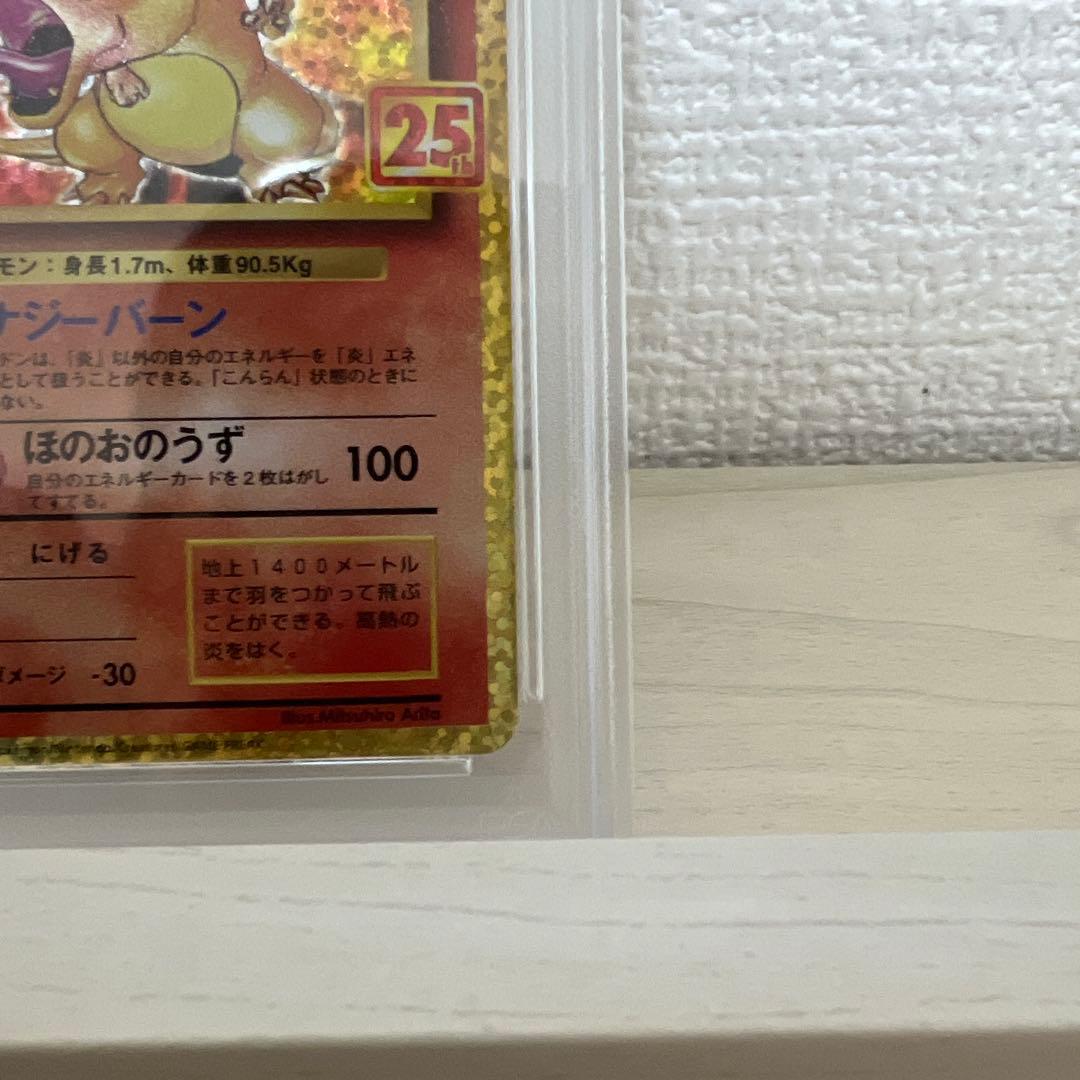 25th
モン：身長1.7m、体重90.5Kg
ナジーバーン
ドンは、「炎」以外の自分のエネルギーを「炎」エネ
として扱うことができる。「こんらん」状態のときに
ない。
ほのおのうず 100
自分のエネルギーカードを2枚はがし
てすてる。
にげる
地上1400メートル
まで羽をつかって飛ぶ
ことができる。高熱の
炎をはく。
ダメージ -30
Illus.Mitsuhiro Arita
Pokémon/Nintendo/Creatures/GAME FREAK